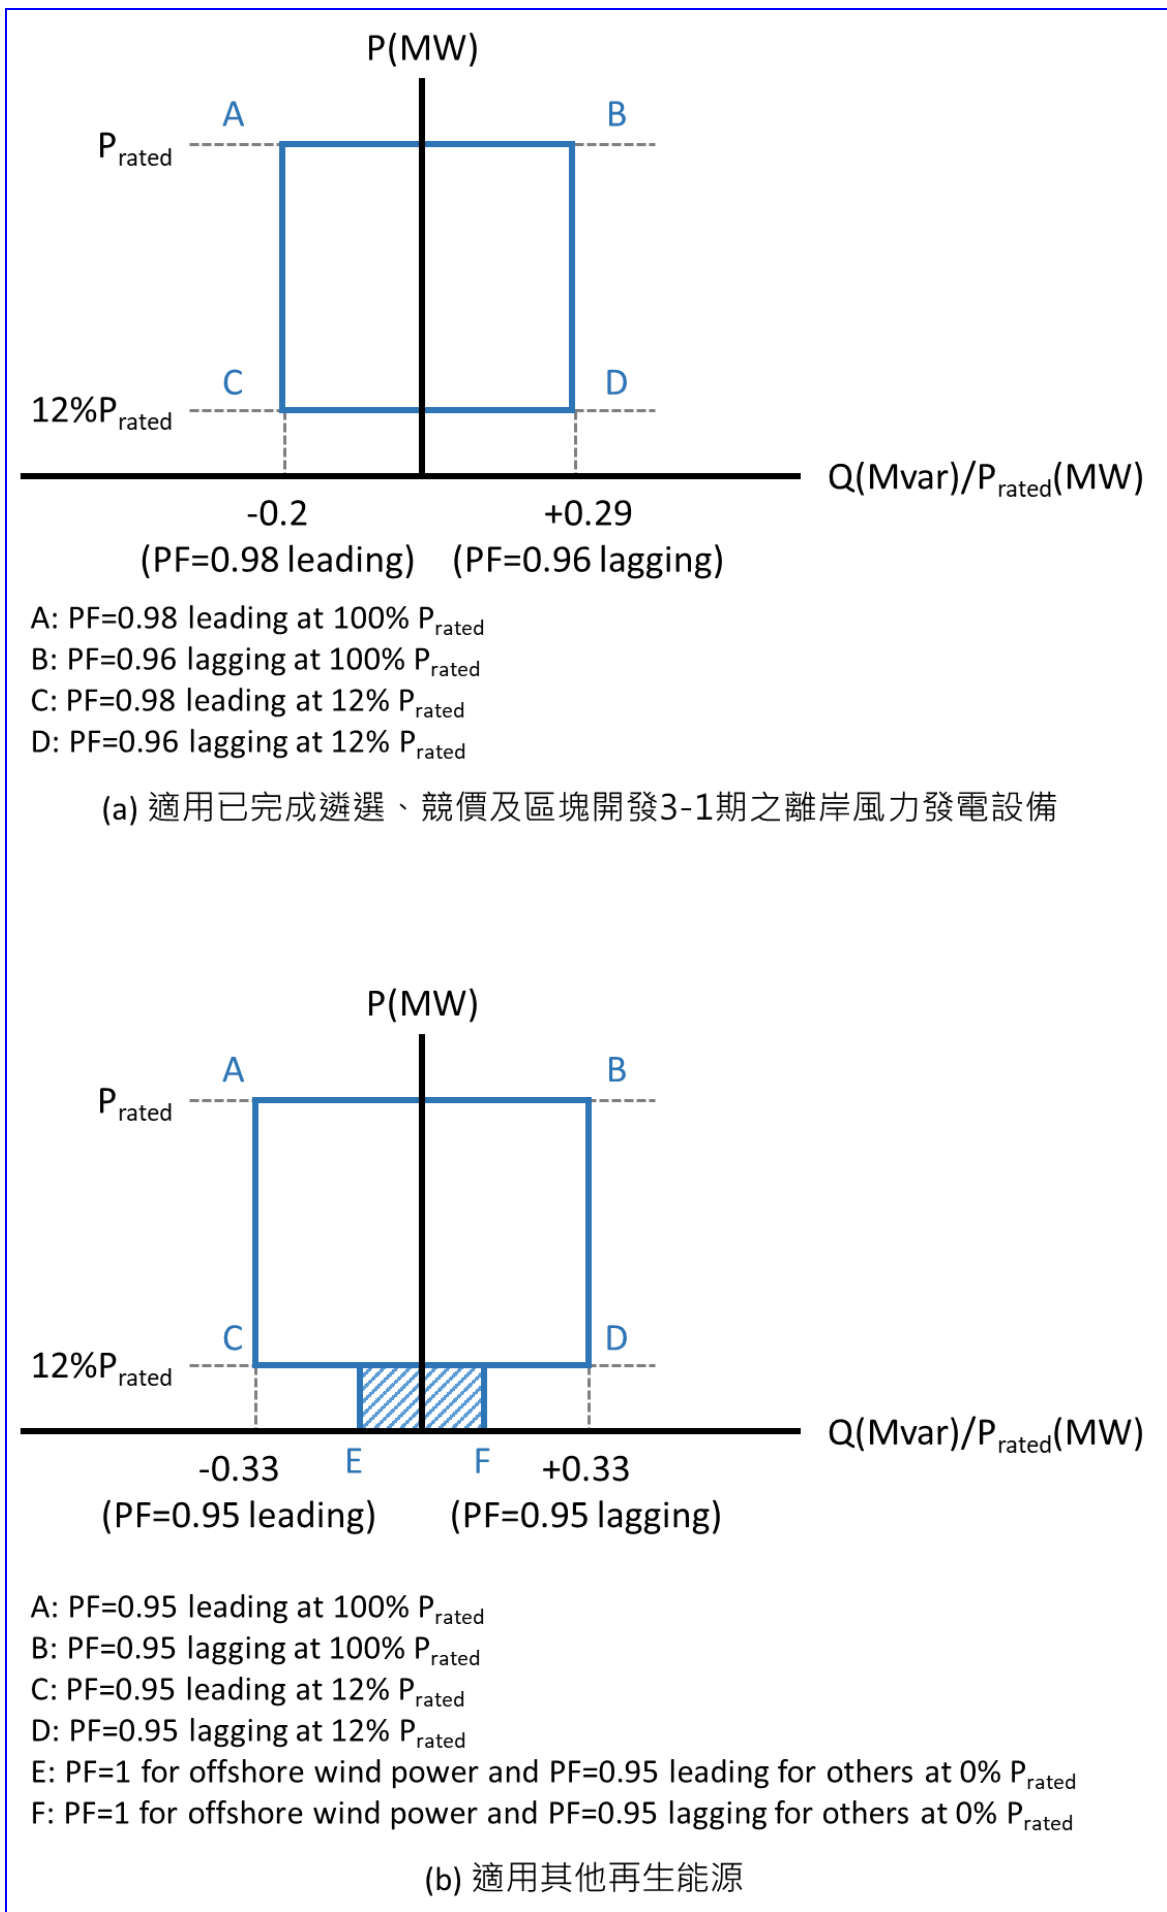 P(MW)
A
B
Prated
C
D
12%Prated
Q(Mvar)/Prated(MW)
-0.2
+0.29
(PF=0.98 leading)
(PF=0.96 lagging)
A: PF=0.98 leading at 100% Prated
B: PF=0.96 lagging at 100% Prated
C: PF=0.98 leading at 12% Prated
D: PF=0.96 lagging at 12% Prated
(a) 適用已完成遴選、競價及區塊開發3-1期之離岸風力發電設備
P(MW)
A
B
Prated
C
D
12%Prated
Q(Mvar)/Prated(MW)
-0.33
E
F
+0.33
(PF=0.95 leading)
(PF=0.95 lagging)
A: PF=0.95 leading at 100% Prated
B: PF=0.95 lagging at 100% Prated
C: PF=0.95 leading at 12% Prated
D: PF=0.95 lagging at 12% Prated
E: PF=1 for offshore wind power and PF=0.95 leading for others at 0% Prated
F: PF=1 for offshore wind power and PF=0.95 lagging for others at 0% Prated
(b) 適用其他再生能源